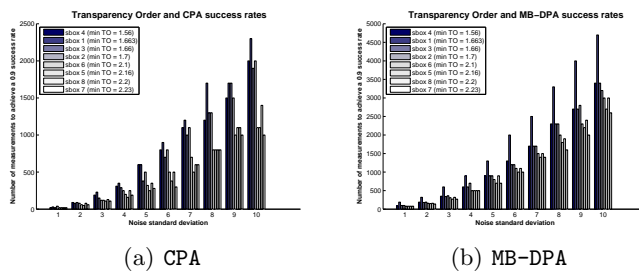 Transparency Order and CPA success rates
sbox 4 (min TO = 1.56)
sbox 1 (min TO = 1.663)
sbox 3 (min TO = 1.66)
sbox 2 (min TO = 1.7)
sbox 6 (min TO = 2.1)
sbox 5 (min TO = 2.16)
sbox 8 (min TO = 2.2)
sbox 7 (min TO = 2.23)
Number of measurements to achieve a 0.9 success rate
2500
2000
1500
1000
500
0
1 2 3 4 5 6 7 8 9 10
Noise standard deviation
(a) CPA
Transparency Order and MB-DPA success rates
sbox 4 (min TO = 1.56)
sbox 1 (min TO = 1.663)
sbox 3 (min TO = 1.66)
sbox 2 (min TO = 1.7)
sbox 6 (min TO = 2.1)
sbox 5 (min TO = 2.16)
sbox 8 (min TO = 2.2)
sbox 7 (min TO = 2.23)
Number of measurements to achieve a 0.9 success rate
5000
4500
4000
3500
3000
2500
2000
1500
1000
500
0
1 2 3 4 5 6 7 8 9 10
Noise standard deviation
(b) MB-DPA